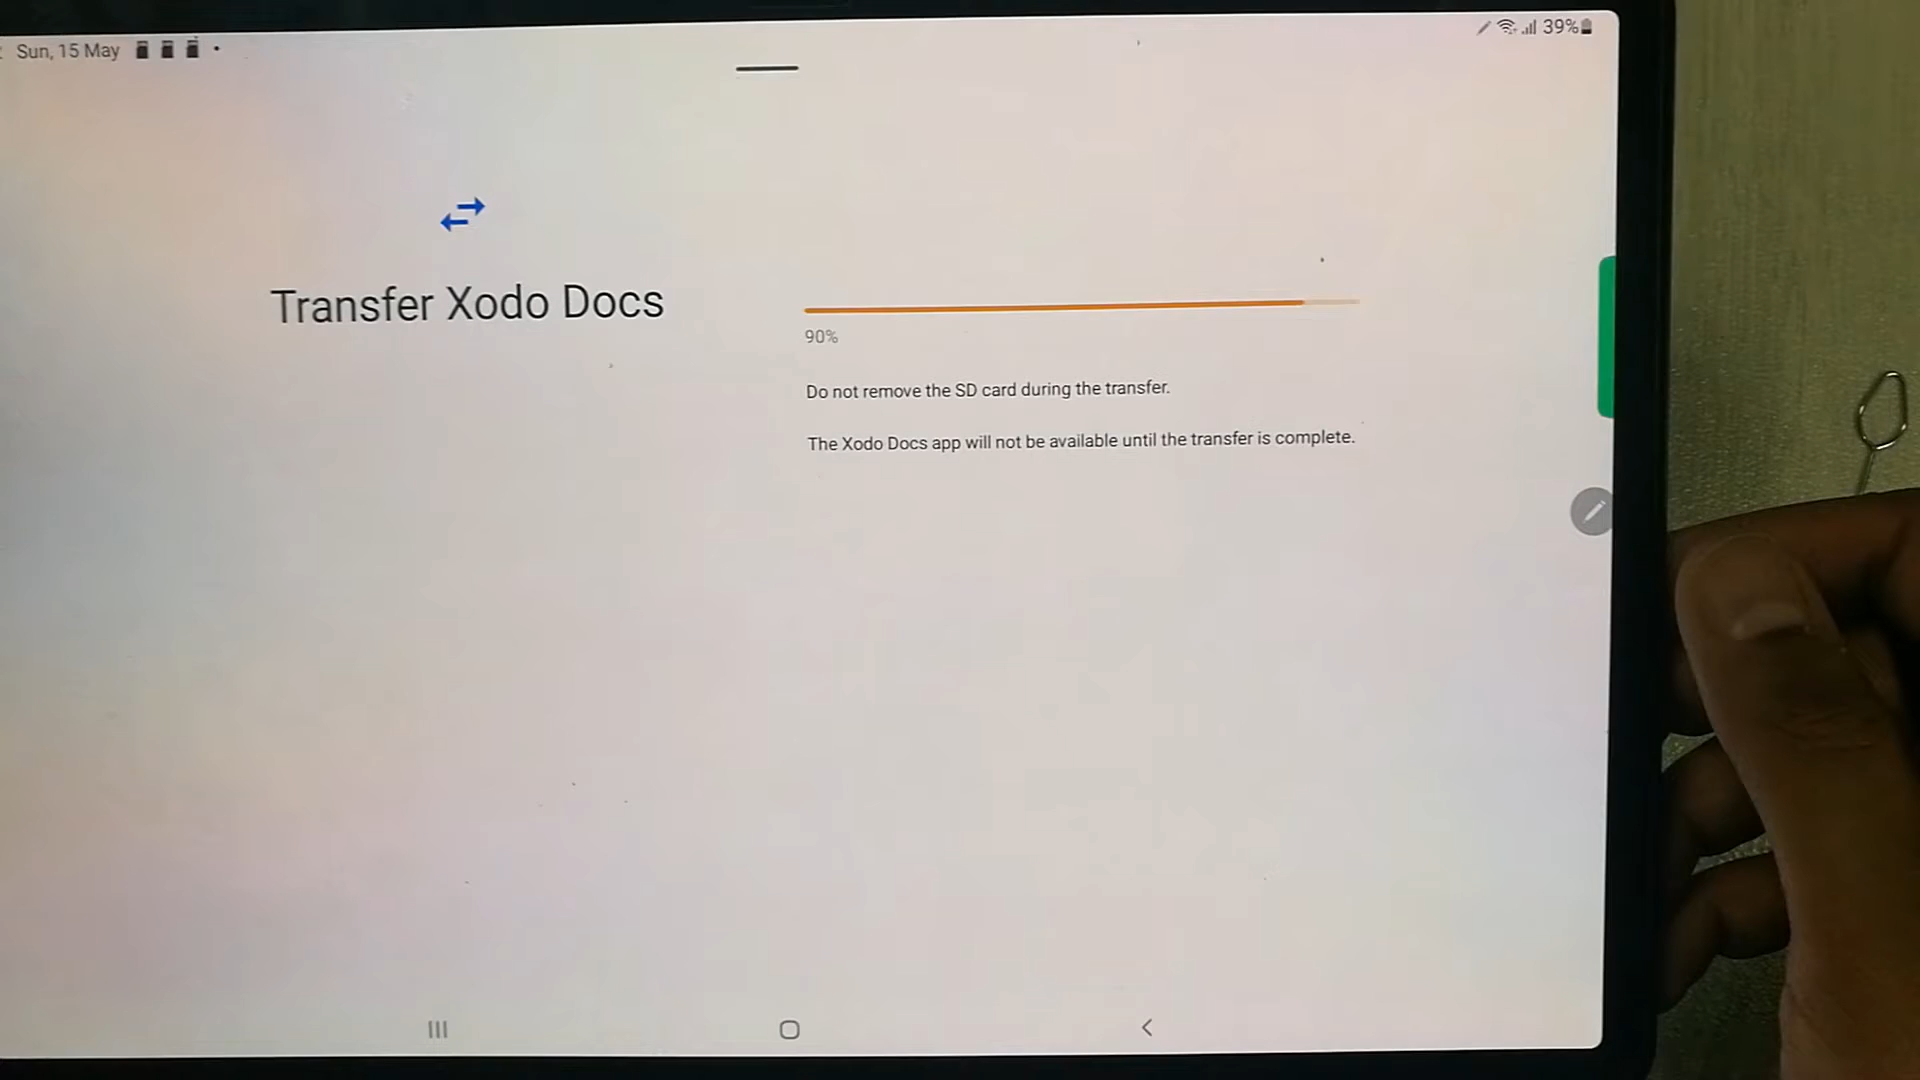 Sun, 15 May
39%
Transfer Xodo Docs
90%
Do not remove the SD card during the transfer.
The Xodo Docs app will not be available until the transfer is complete.